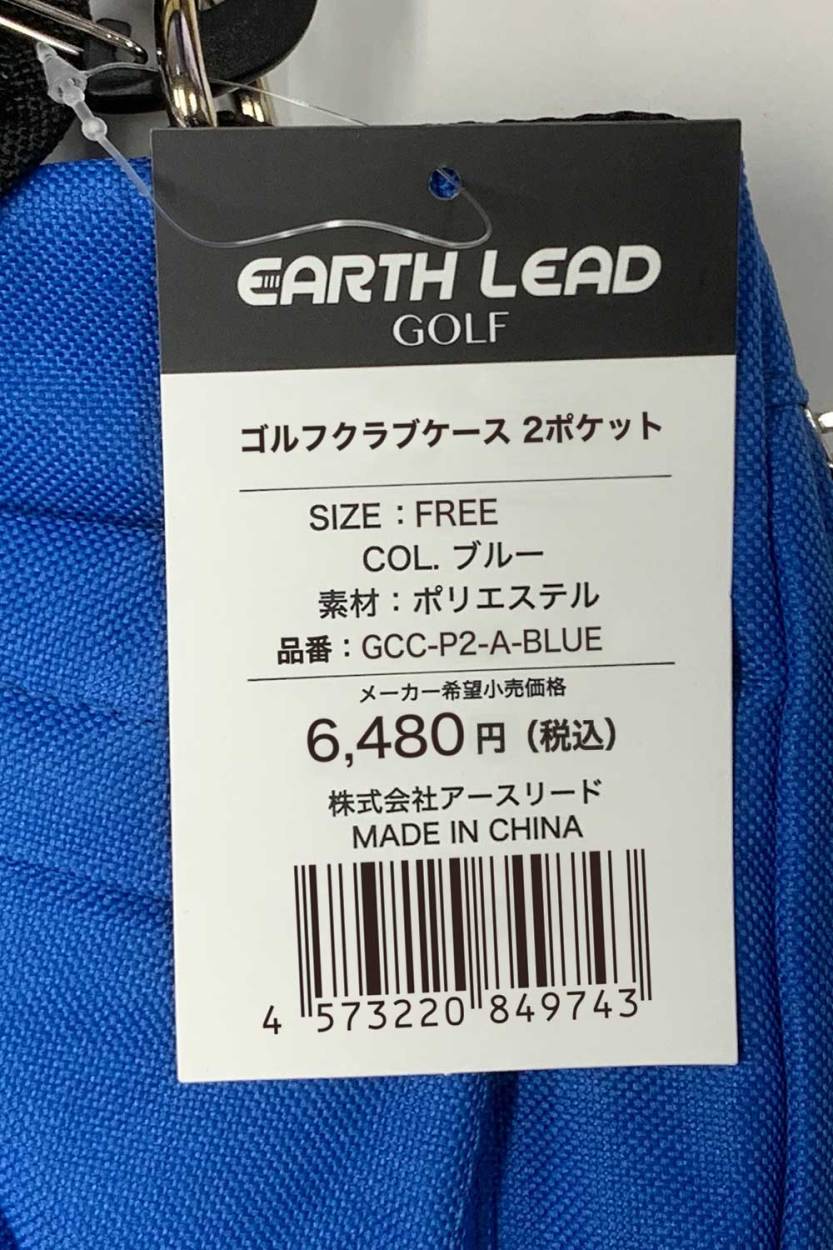 EARTH LEAD
GOLF
ゴルフクラブケース 2ポケット
SIZE：FREE
COL. ブルー
素材：ポリエステル
品番：GCC-P2-A-BLUE
メーカー希望小売価格
6,480円（税込）
株式会社アースリード
MADE IN CHINA
4 573220 849743